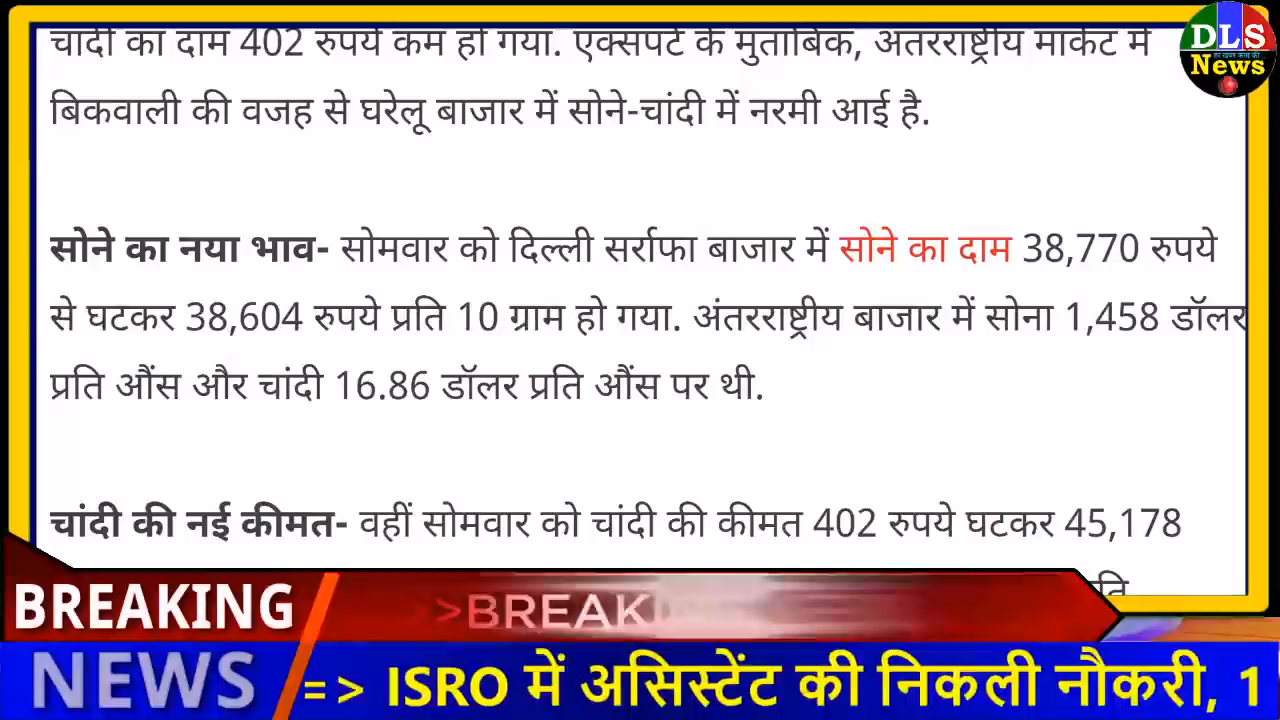 चांदी का दाम 402 रुपये कम हो गया. एक्सपर्ट के मुताबिक, अंतरराष्ट्रीय मार्केट में
बिकवाली की वजह से घरेलू बाजार में सोने-चांदी में नरमी आई है.
सोने का नया भाव- सोमवार को दिल्ली सर्राफा बाजार में सोने का दाम 38,770 रुपये
से घटकर 38,604 रुपये प्रति 10 ग्राम हो गया. अंतरराष्ट्रीय बाजार में सोना 1,458 डॉलर
प्रति औंस और चांदी 16.86 डॉलर प्रति औंस पर थी.
चांदी की नई कीमत- वहीं सोमवार को चांदी की कीमत 402 रुपये घटकर 45,178
DLS
News
BREAKING
NEWS
>BREAK
=> ISRO में असिस्टेंट की निकली नौकरी, 1